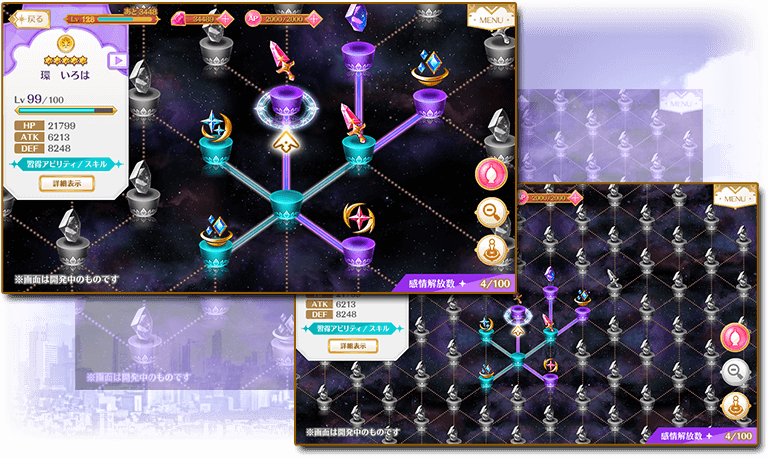 戻る
Lv 128
あと3448
34489
AP 2000/2000
MENU
環 いろは
Lv 99/100
HP 21799
ATK 6213
DEF 8248
習得アビリティ/スキル
詳細表示
※画面は開発中のものです
感情解放数 4/100
MENU
※画面は開発中のものです
2000/2000
MENU
ATK 6213
DEF 8248
習得アビリティ/スキル
詳細表示
※画面は開発中のものです
感情解放数 4/100